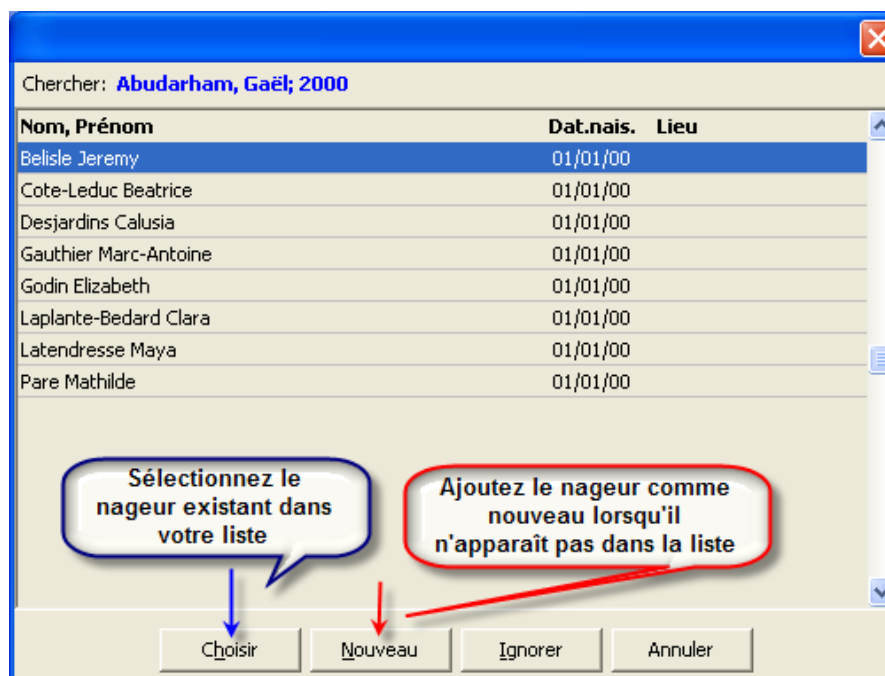 Chercher: Abudarham, Gaël; 2000
Nom, Prénom Dat.nais. Lieu
Belisle Jeremy 01/01/00
Cote-Leduc Beatrice 01/01/00
Desjardins Calusia 01/01/00
Gauthier Marc-Antoine 01/01/00
Godin Elizabeth 01/01/00
Laplante-Bedard Clara 01/01/00
Latendresse Maya 01/01/00
Pare Mathilde 01/01/00
Sélectionnez le
nageur existant dans
votre liste
Ajoutez le nageur comme
nouveau lorsqu'il
n'apparaît pas dans la liste
Choisir Nouveau Ignorer Annuler